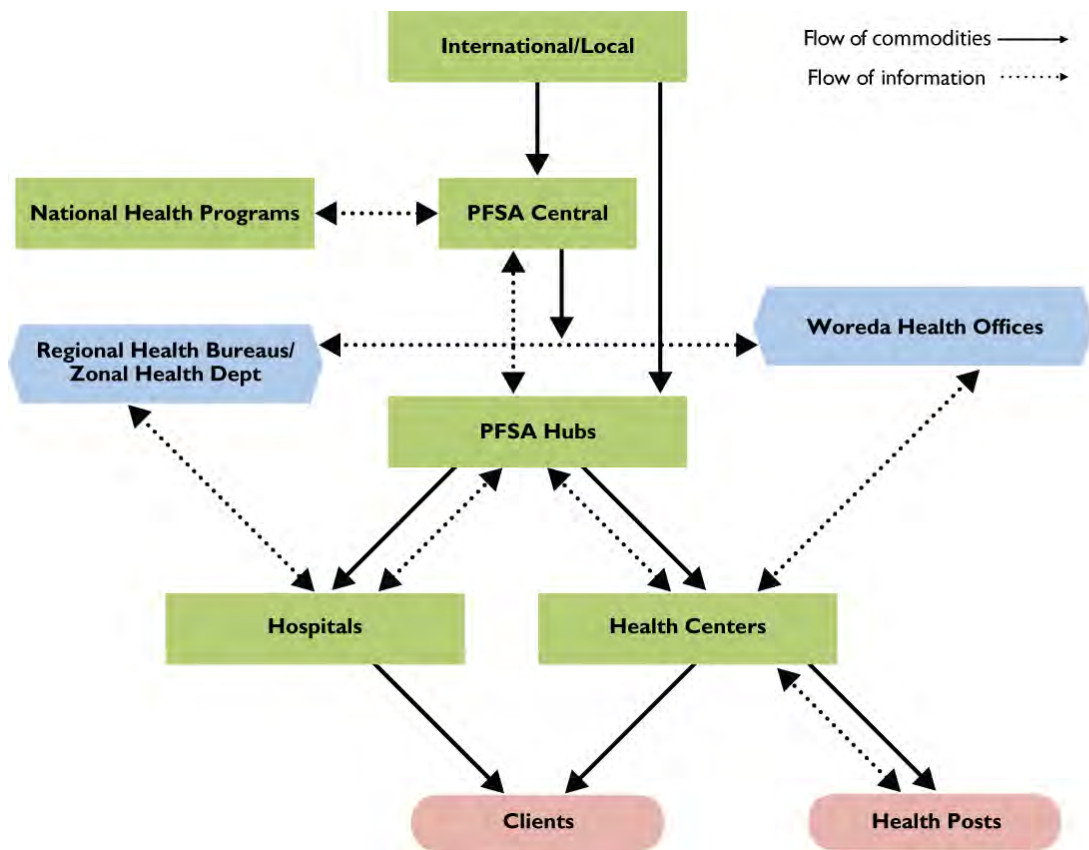 International/Local
Flow of commodities
Flow of information
National Health Programs
PFSA Central
Woreda Health Offices
Regional Health Bureaus/
Zonal Health Dept
PFSA Hubs
Hospitals
Health Centers
Clients
Health Posts